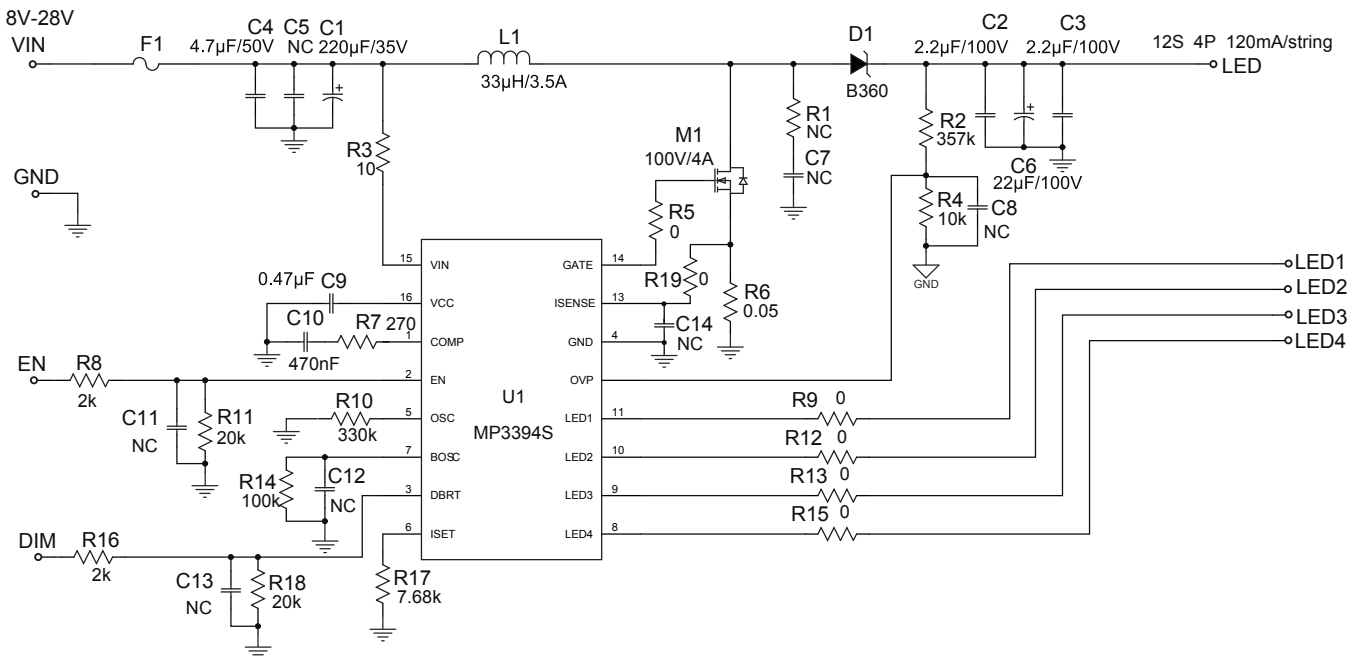 8V-28V
VIN
F1
C4
4.7µF/50V
C5
NC
C1
220µF/35V
L1
33µH/3.5A
D1
B360
C2
2.2µF/100V
C3
2.2µF/100V
12S 4P 120mA/string
LED
R3
10
M1
100V/4A
R1
NC
C7
NC
R2
357k
C6
22µF/100V
GND
R5
0
R4
10k
C8
NC
GND
R19
0
R6
0.05
C14
NC
0.47µF
C9
C10
470nF
R7
270
EN
R8
2k
C11
NC
R11
20k
R10
330k
R14
100k
C12
NC
DIM
R16
2k
C13
NC
R18
20k
R17
7.68k
U1
MP3394S
15
VIN
16
VCC
1
COMP
2
EN
5
OSC
7
BOSC
3
DBRT
6
ISET
GATE
14
ISENSE
13
GND
4
OVP
LED1
11
LED2
10
LED3
9
LED4
8
R9
0
R12
0
R13
0
R15
0
LED1
LED2
LED3
LED4